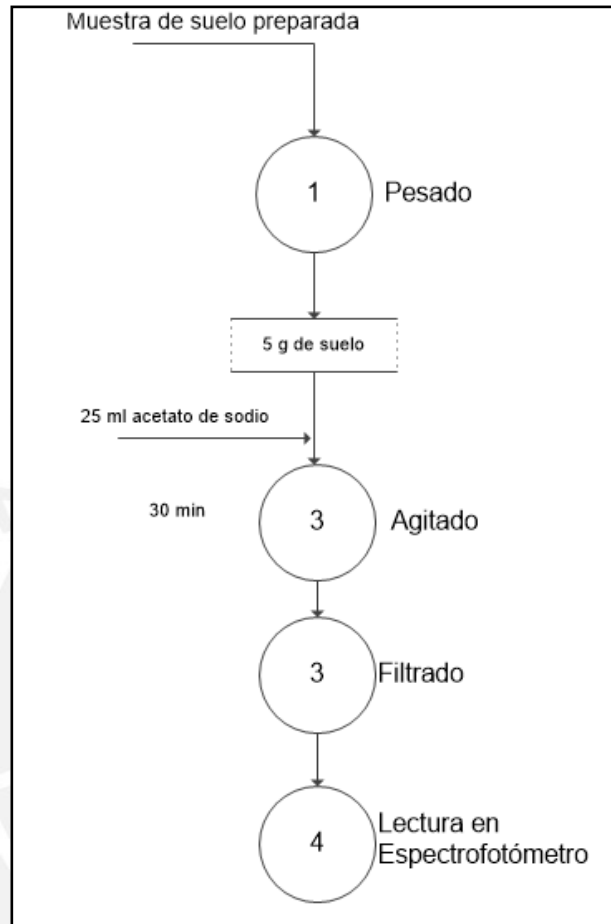 Muestra de suelo preparada
1
Pesado
5 g de suelo
25 ml acetato de sodio
30 min
3
Agitado
3
Filtrado
4
Lectura en
Espectrofotómetro